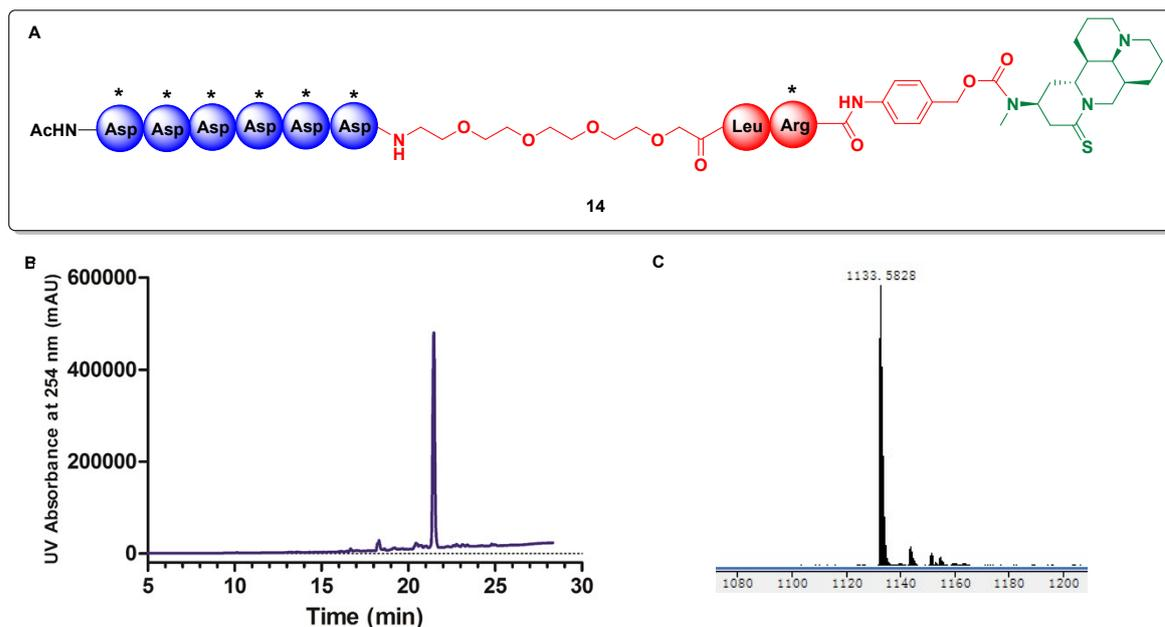 A
* * * * * * *
AcHN Asp Asp Asp Asp Asp Asp N H O O O O O Leu Arg O HN O O N N S N
14
B
UV Absorbance at 254 nm (mAU)
600000
400000
200000
0
5 10 15 20 25 30
Time (min)
C
1133.5828
1080 1100 1120 1140 1160 1180 1200